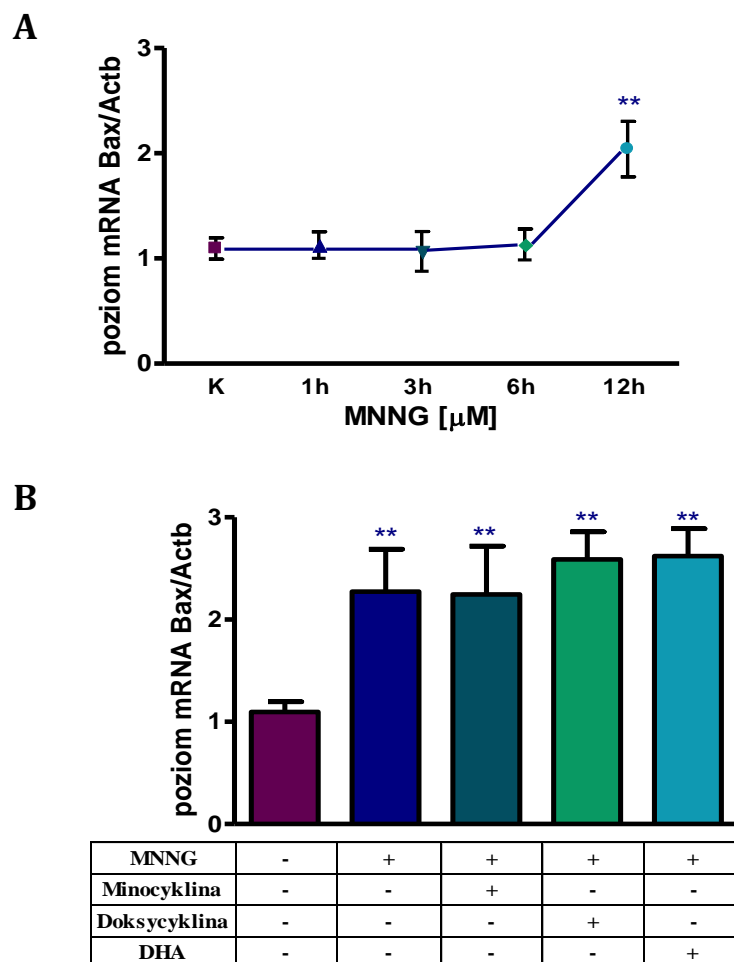 A
poziom mRNA Bax/Actb
3
2
1
0
**
K 1h 3h 6h 12h
MNNG [μM]
B
poziom mRNA Bax/Actb
3
2
1
0
** ** ** **
MNNG - + + + +
Minocyklina - - + - -
Doksycyklina - - - + -
DHA - - - - +